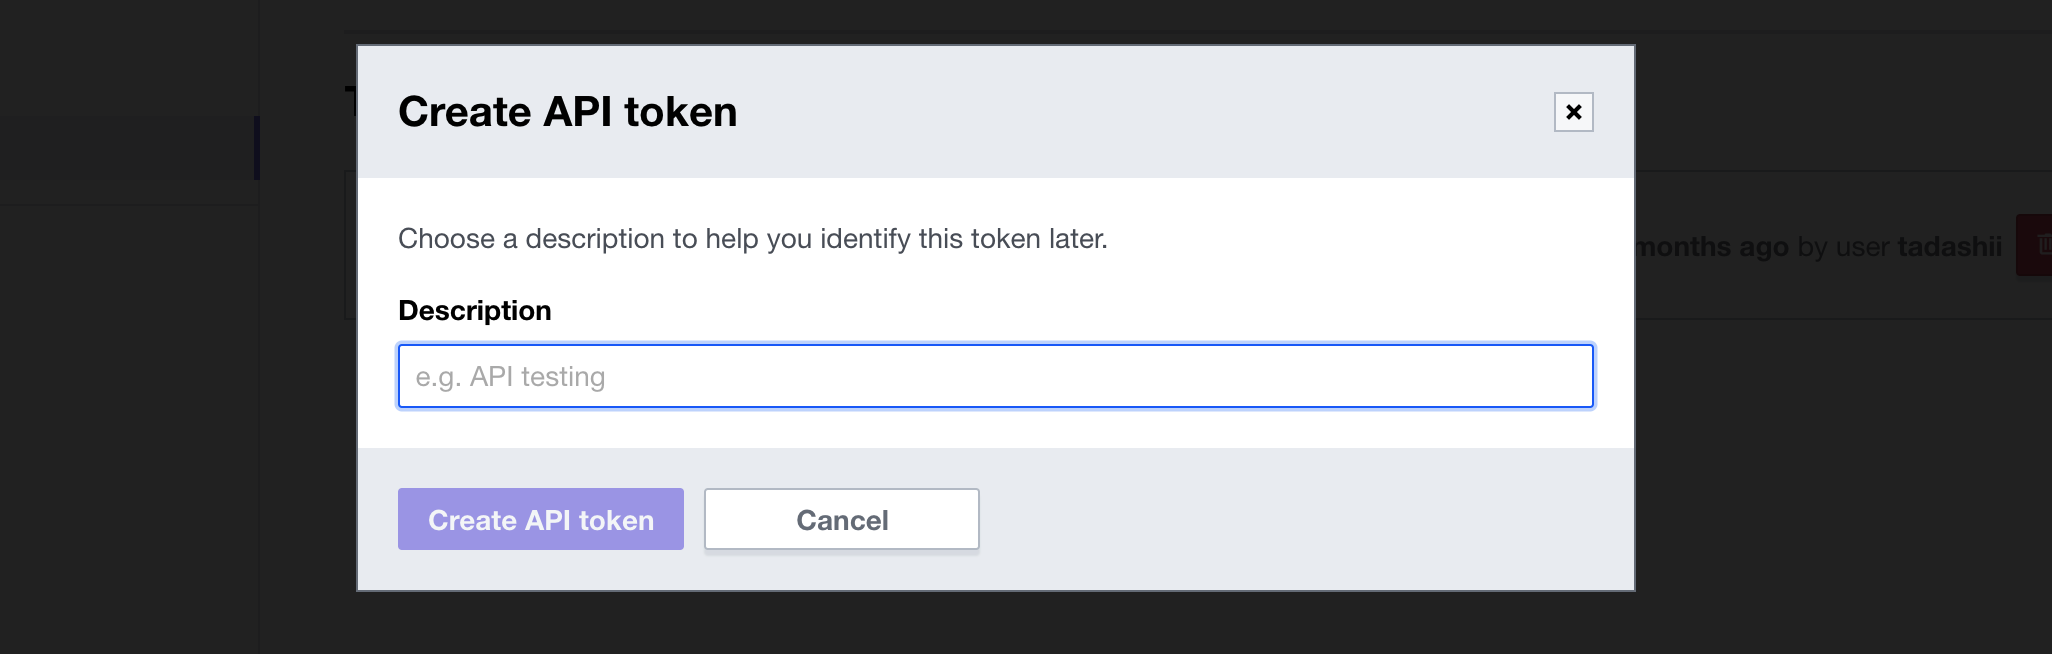 Create API token
Choose a description to help you identify this token later.
Description
e.g. API testing
Create API token
Cancel
months ago by user tadashii